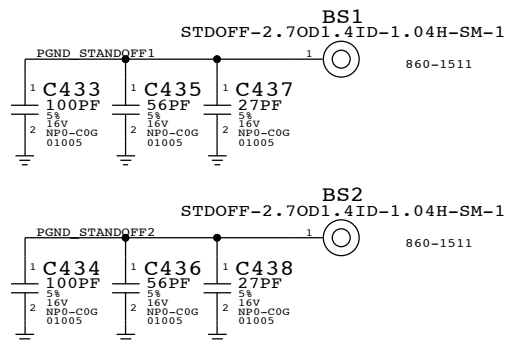 BS1
STDOFF-2.7OD1.4ID-1.04H-SM-1
PGND_STANDOFF1
1
860-1511
1 C433
100PF
5%
16V
2 NP0-C0G
01005
1 C435
56PF
5%
16V
2 NP0-C0G
01005
1 C437
27PF
5%
16V
2 NP0-C0G
01005
BS2
STDOFF-2.7OD1.4ID-1.04H-SM-1
PGND_STANDOFF2
1
860-1511
1 C434
100PF
5%
16V
2 NP0-C0G
01005
1 C436
56PF
5%
16V
2 NP0-C0G
01005
1 C438
27PF
5%
16V
2 NP0-C0G
01005